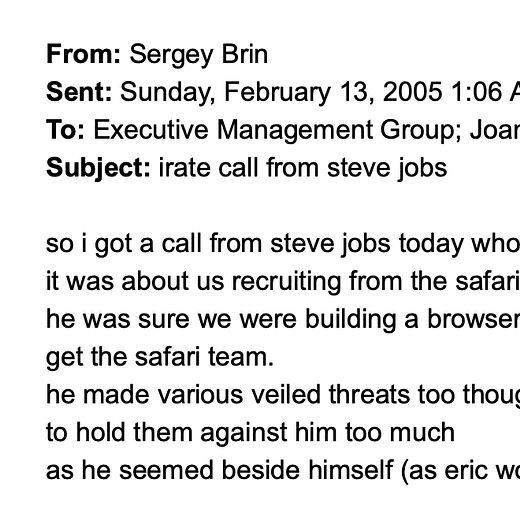 From: Sergey Brin
Sent: Sunday, February 13, 2005 1:06
To: Executive Management Group;
Subject: irate call from steve jobs
so i got a call from steve jobs today who
it was about us recruiting from the safari
he was sure we were building a browser
get the safari team.
he made various veiled threats too
to hold them against him too much
as he seemed beside himself (as eric